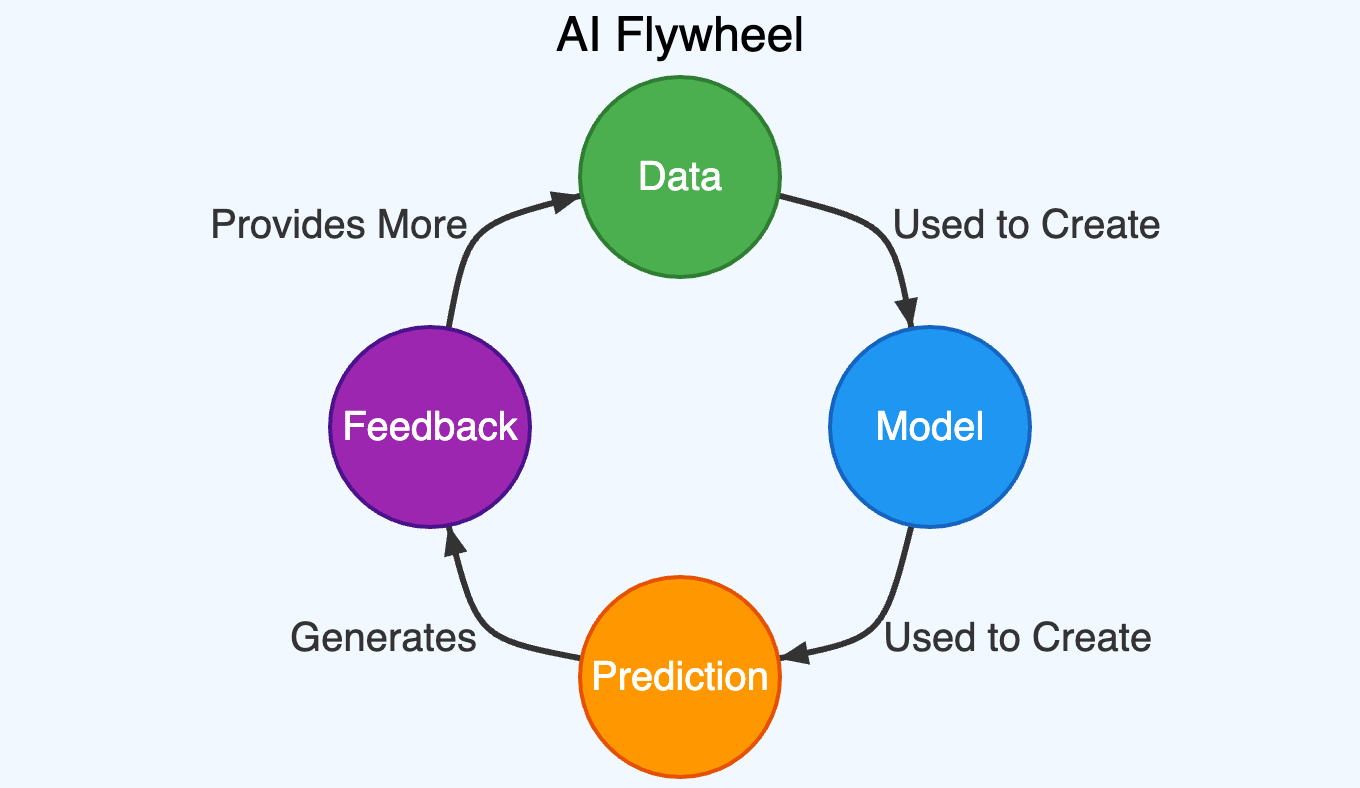 AI Flywheel
Data
Provides More
Used to Create
Feedback
Model
Generates
Used to Create
Prediction